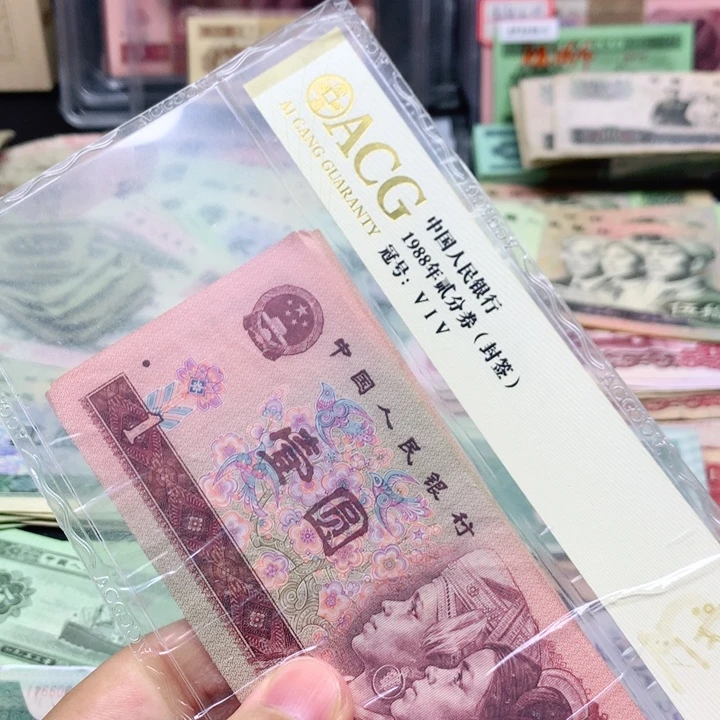 ACG
AI GANG GUARANTY
中国人民银行
1988年贰分券（封签）
冠号：VIV
中国人民银行
壹圆
1